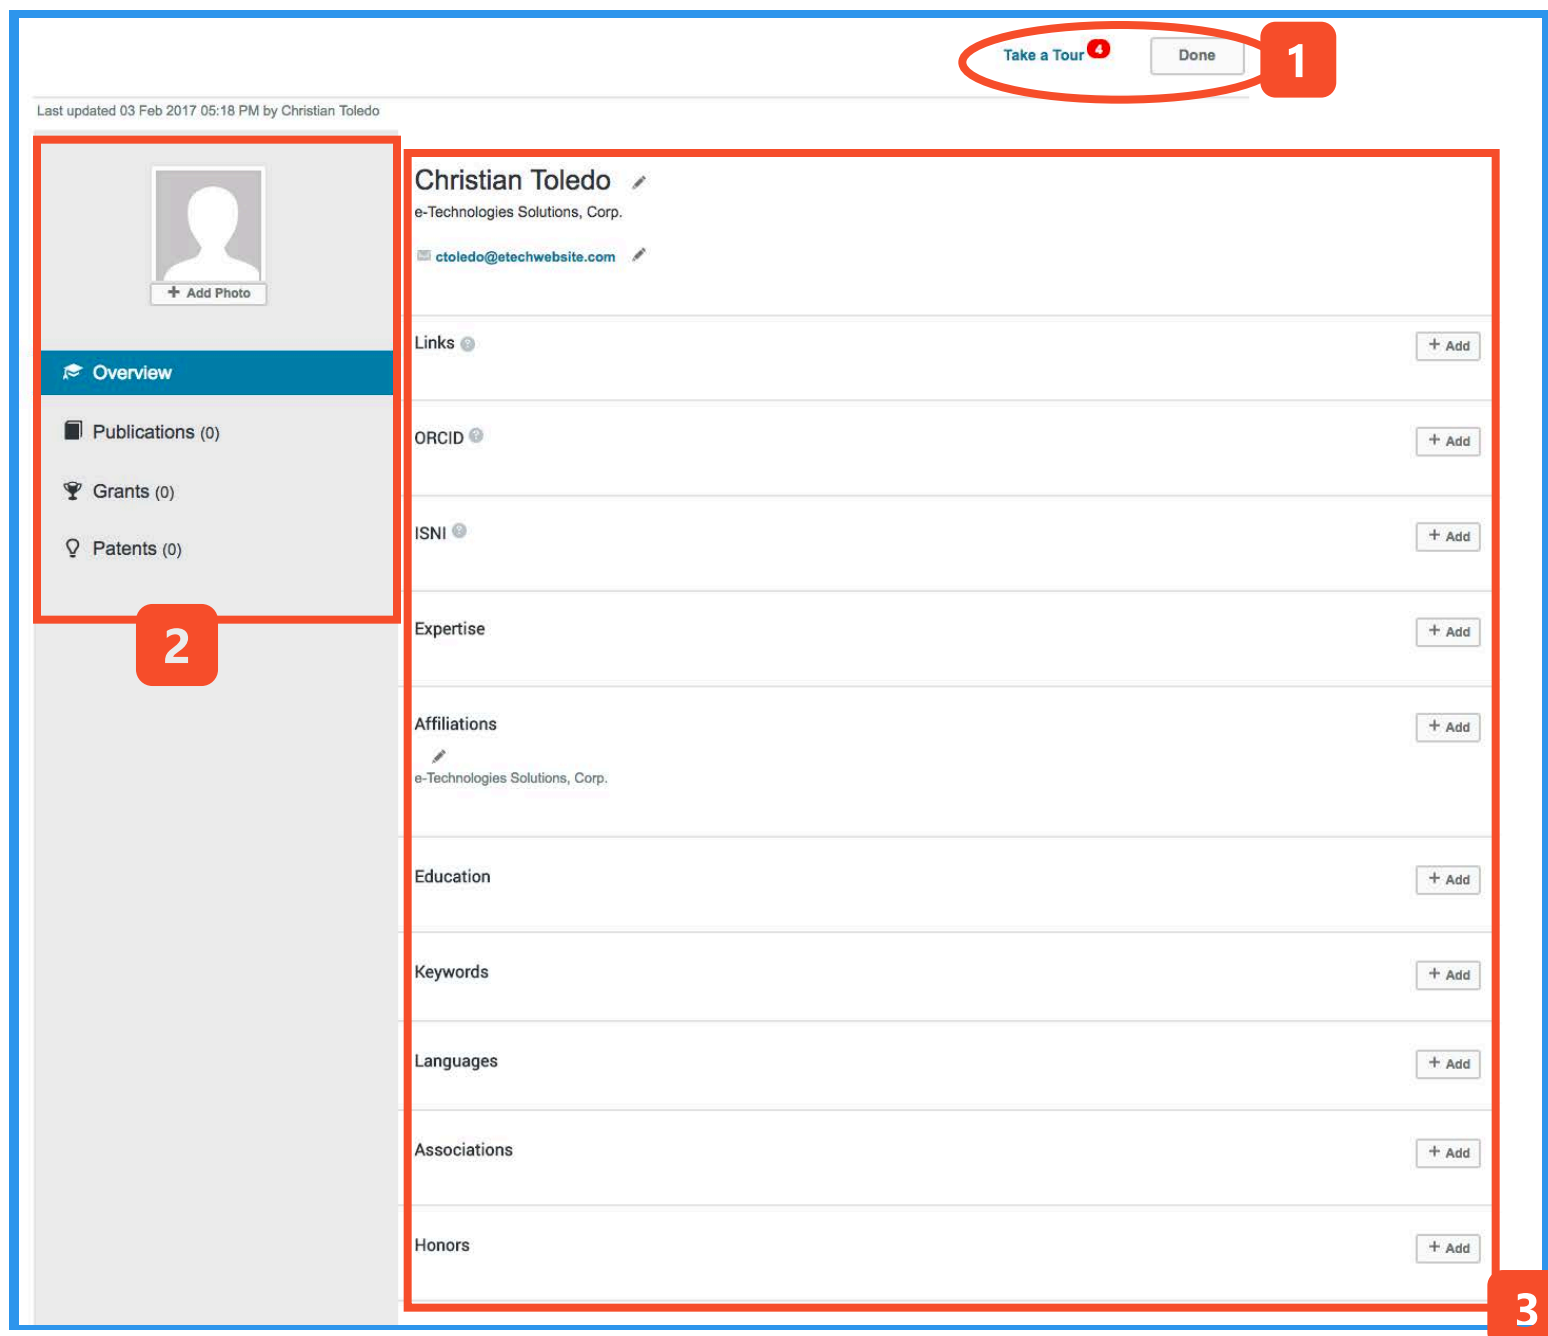 Take a Tour 4 Done 1
Last updated 03 Feb 2017 05:18 PM by Christian Toledo
+ Add Photo
Overview
Publications (0)
Grants (0)
Patents (0)
2
Christian Toledo
e-Technologies Solutions, Corp.
ctoledo@etechwebsite.com
Links ? + Add
ORCID ? + Add
ISNI ? + Add
Expertise + Add
Affiliations + Add
e-Technologies Solutions, Corp.
Education + Add
Keywords + Add
Languages + Add
Associations + Add
Honors + Add
3